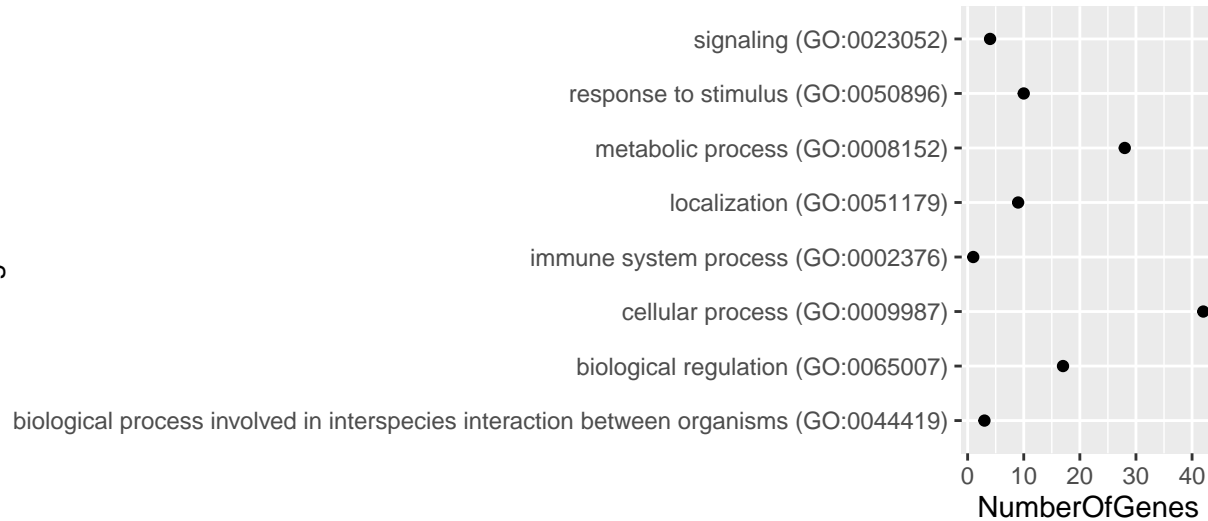 signaling (GO:0023052)
response to stimulus (GO:0050896)
metabolic process (GO:0008152)
localization (GO:0051179)
immune system process (GO:0002376)
cellular process (GO:0009987)
biological regulation (GO:0065007)
biological process involved in interspecies interaction between organisms (GO:0044419)
0 10 20 30 40
NumberOfGenes